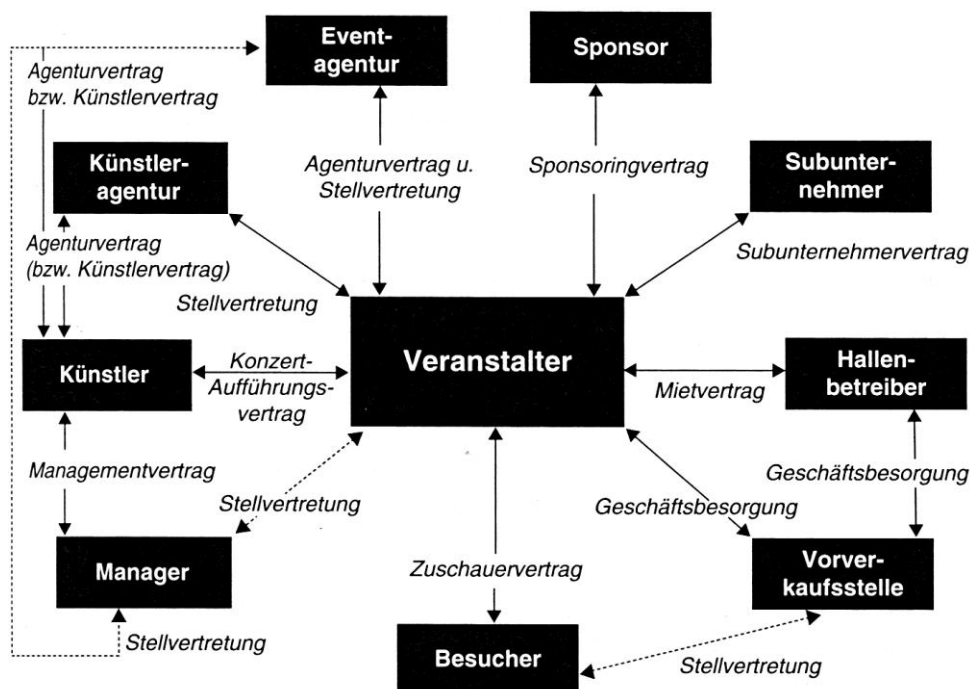 Event-
agentur
Sponsor
Agenturvertrag
bzw. Künstlervertrag
Künstler-
agentur
Agenturvertrag u.
Stellvertretung
Sponsoringvertrag
Subunter-
nehmer
Agenturvertrag
(bzw. Künstlervertrag)
Subunternehmervertrag
Stellvertretung
Künstler
Konzert-
Aufführungs-
vertrag
Veranstalter
Mietvertrag
Hallen-
betreiber
Managementvertrag
Stellvertretung
Geschäftsbesorgung
Geschäftsbesorgung
Manager
Zuschauervertrag
Vorver-
kaufsstelle
Stellvertretung
Besucher
Stellvertretung